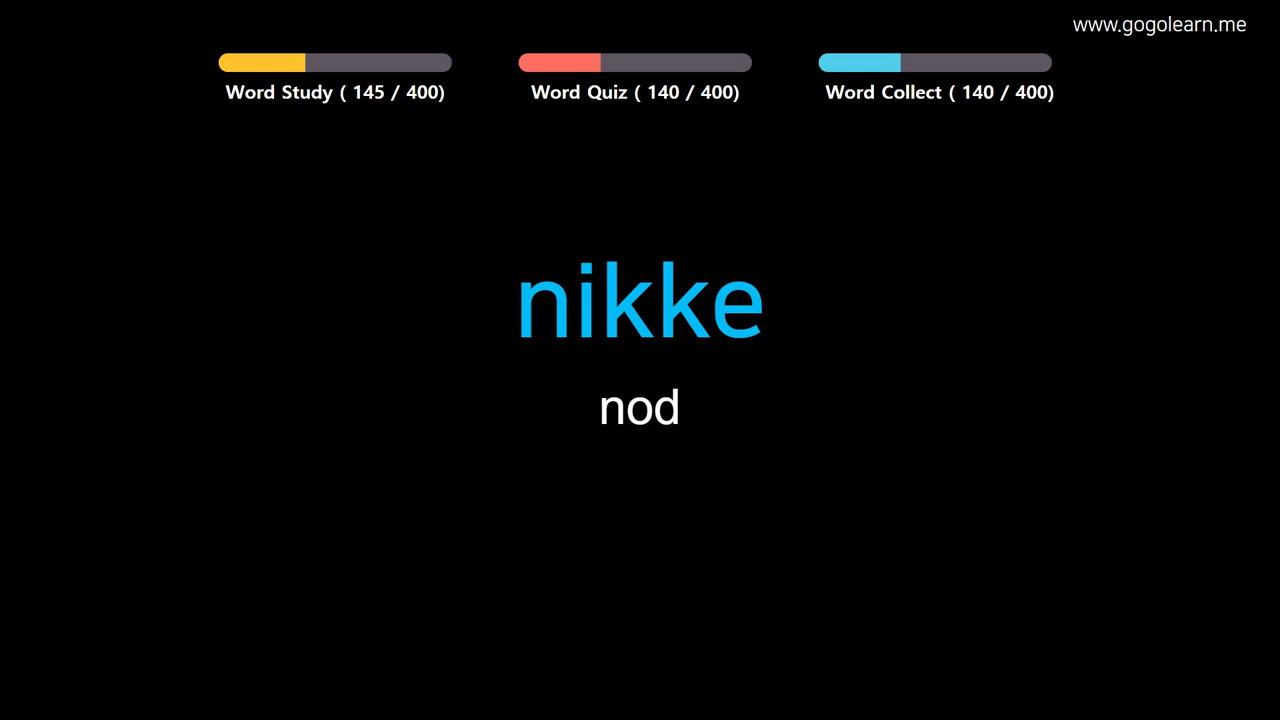 www.gogolearn.me
Word Study ( 145 / 400)
Word Quiz ( 140 / 400)
Word Collect ( 140 / 400)
nikke
nod